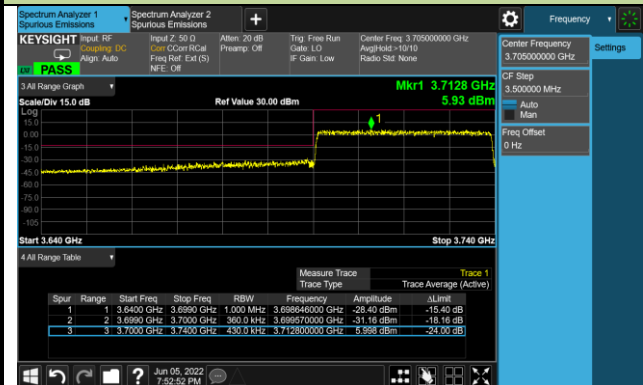 Spectrum Analyzer 1
Spurious Emissions
Spectrum Analyzer 2
Spurious Emissions
+
Frequency
KEYSIGHT
Input: RF
Coupling: DC
Align: Auto
Input Z: 50 Ω
Corr CCorr RCal
Freq Ref: Ext (S)
NFE: Off
Atten: 20 dB
Preamp: Off
Trig: Free Run
Gate: LO
IF Gain: Low
Center Freq: 3.705000000 GHz
Avg|Hold:>10/10
Radio Std: None
PASS
Center Frequency
3.705000000 GHz
Settings
CF Step
3.500000 MHz
Auto
Man
Freq Offset
0 Hz
3 All Range Graph
Mkr1 3.7128 GHz
Scale/Div 15.0 dB
Ref Value 30.00 dBm
5.93 dBm
Log
15.0
0.00
-15.0
-30.0
-45.0
-60.0
-75.0
-90.0
-105
1
Start 3.640 GHz
Stop 3.740 GHz
4 All Range Table
Measure Trace Trace 1
Trace Type Trace Average (Active)
Spur Range Start Freq Stop Freq RBW Frequency Amplitude ΔLimit
1 1 3.6400 GHz 3.6990 GHz 1.000 MHz 3.698646000 GHz -28.40 dBm -15.40 dB
2 2 3.6990 GHz 3.7000 GHz 360.0 kHz 3.699570000 GHz -31.16 dBm -18.16 dB
3 3 3.7000 GHz 3.7400 GHz 430.0 kHz 3.712800000 GHz 5.998 dBm -24.00 dB
?
Jun 05, 2022
7:52:52 PM